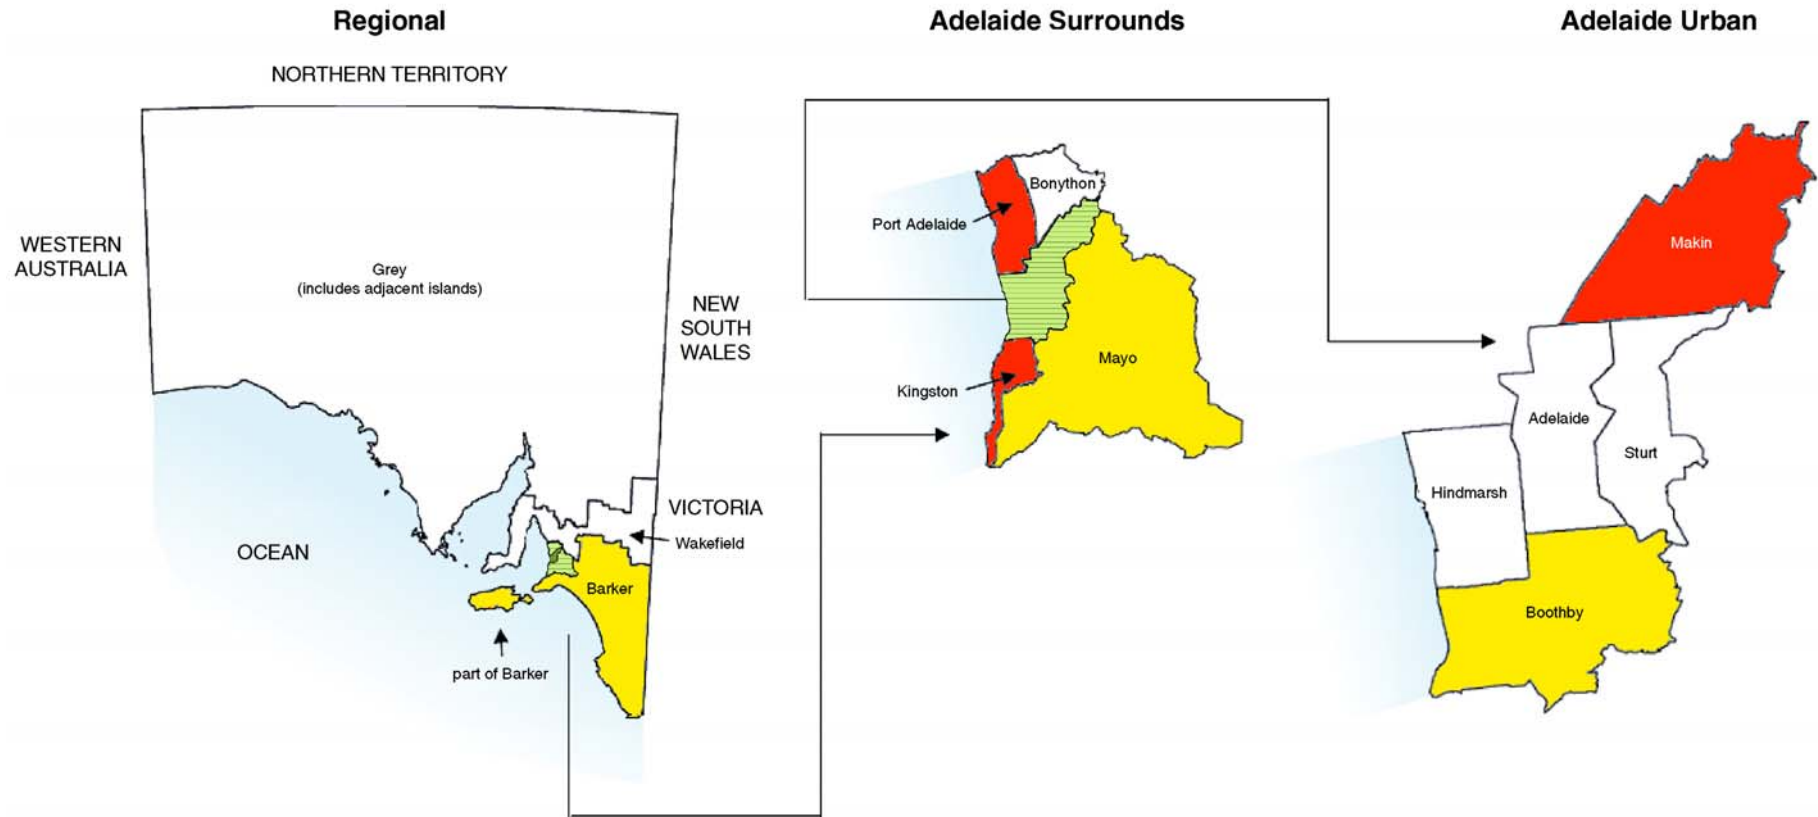 Regional
Adelaide Surrounds
Adelaide Urban
NORTHERN TERRITORY
WESTERN
AUSTRALIA
Grey
(includes adjacent islands)
NEW
SOUTH
WALES
VICTORIA
Wakefield
OCEAN
Barker
part of Barker
Bonython
Port Adelaide
Mayo
Kingston
Makin
Adelaide
Sturt
Hindmarsh
Boothby